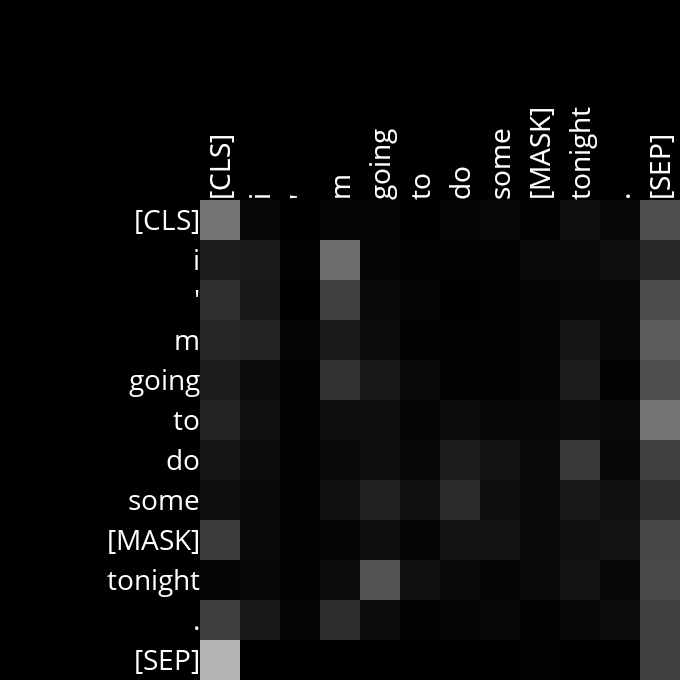 [CLS] i ' m going to do some [MASK] tonight . [SEP]
[CLS]
i
'
m
going
to
do
some
[MASK]
tonight
.
[SEP]